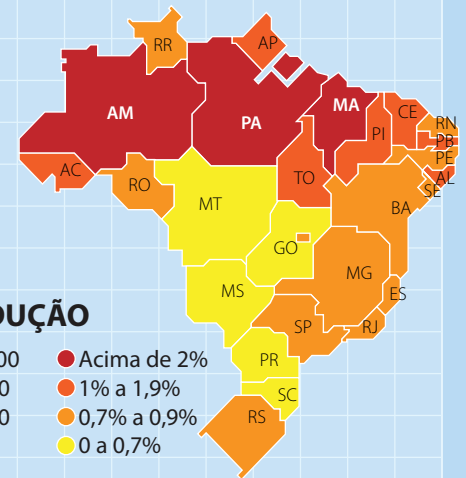 RR
AP
AM
PA
MA
CE
RN
PB
PE
PI
AL
SE
AC
RO
TO
BA
MT
GO
MG
MS
ES
SP
RJ
PR
SC
RS
Acima de 2%
1% a 1,9%
0,7% a 0,9%
0 a 0,7%